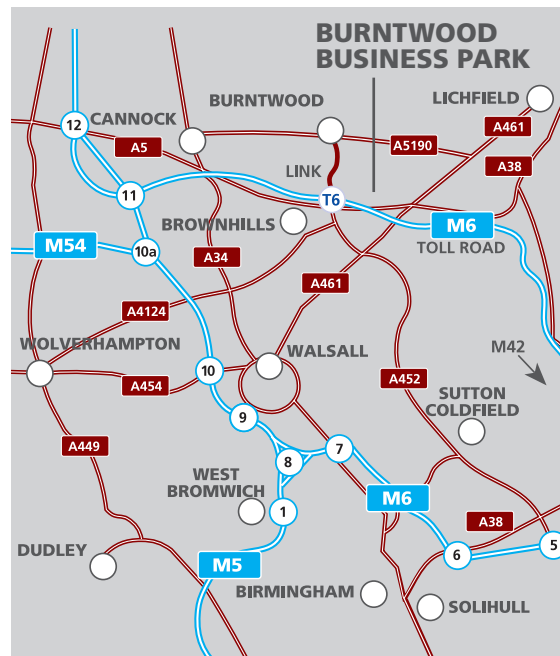 BURNTWOOD
BUSINESS PARK
LICHFIELD
BURNTWOOD
12
CANNOCK
A461
A5
A5190
A38
LINK
11
T6
BROWNHILLS
M6
TOLL ROAD
M54
10a
A34
A461
A4124
WOLVERHAMPTON
WALSALL
M42
10
A454
A452
SUTTON
COLDFIELD
9
A449
7
8
WEST
BROMWICH
M6
1
A38
5
6
DUDLEY
M5
BIRMINGHAM
SOLIHULL